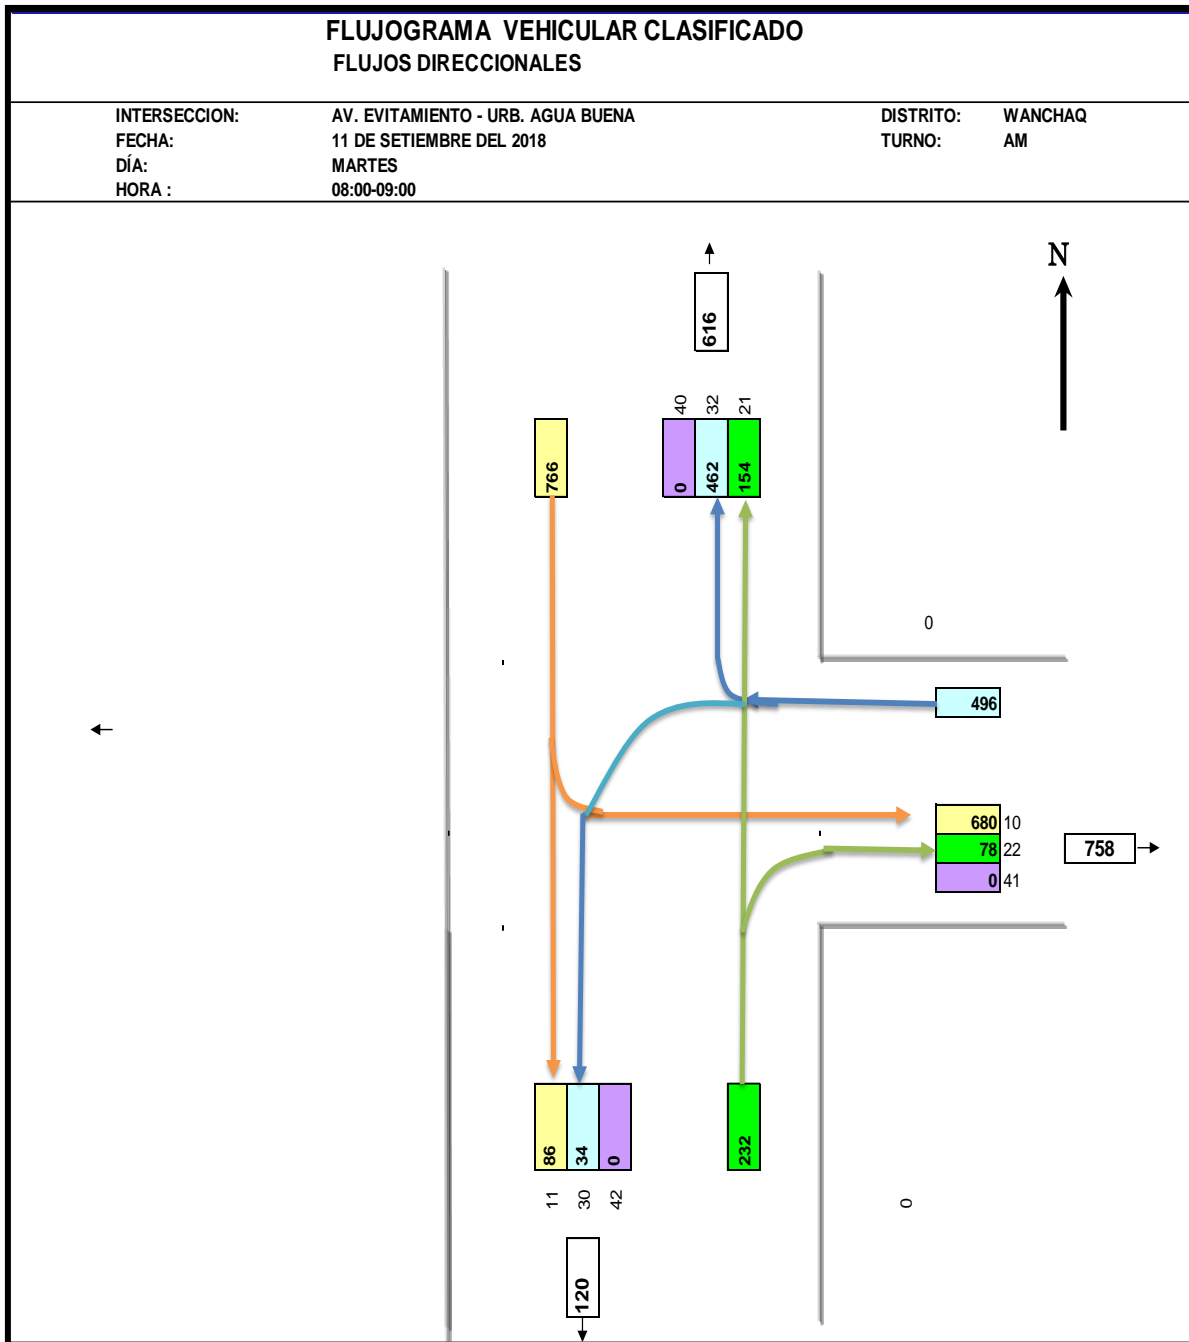 FLUJOGRAMA VEHICULAR CLASIFICADO
FLUJOS DIRECCIONALES
INTERSECCION: AV. EVITAMIENTO - URB. AGUA BUENA DISTRITO: WANCHAQ
FECHA: 11 DE SETIEMBRE DEL 2018 TURNO: AM
DÍA: MARTES
HORA : 08:00-09:00
N
616
40 32 21
766 0 462 154
0
496
680 10
78 22 758
0 41
86 34 0 232
11 30 42 0
120